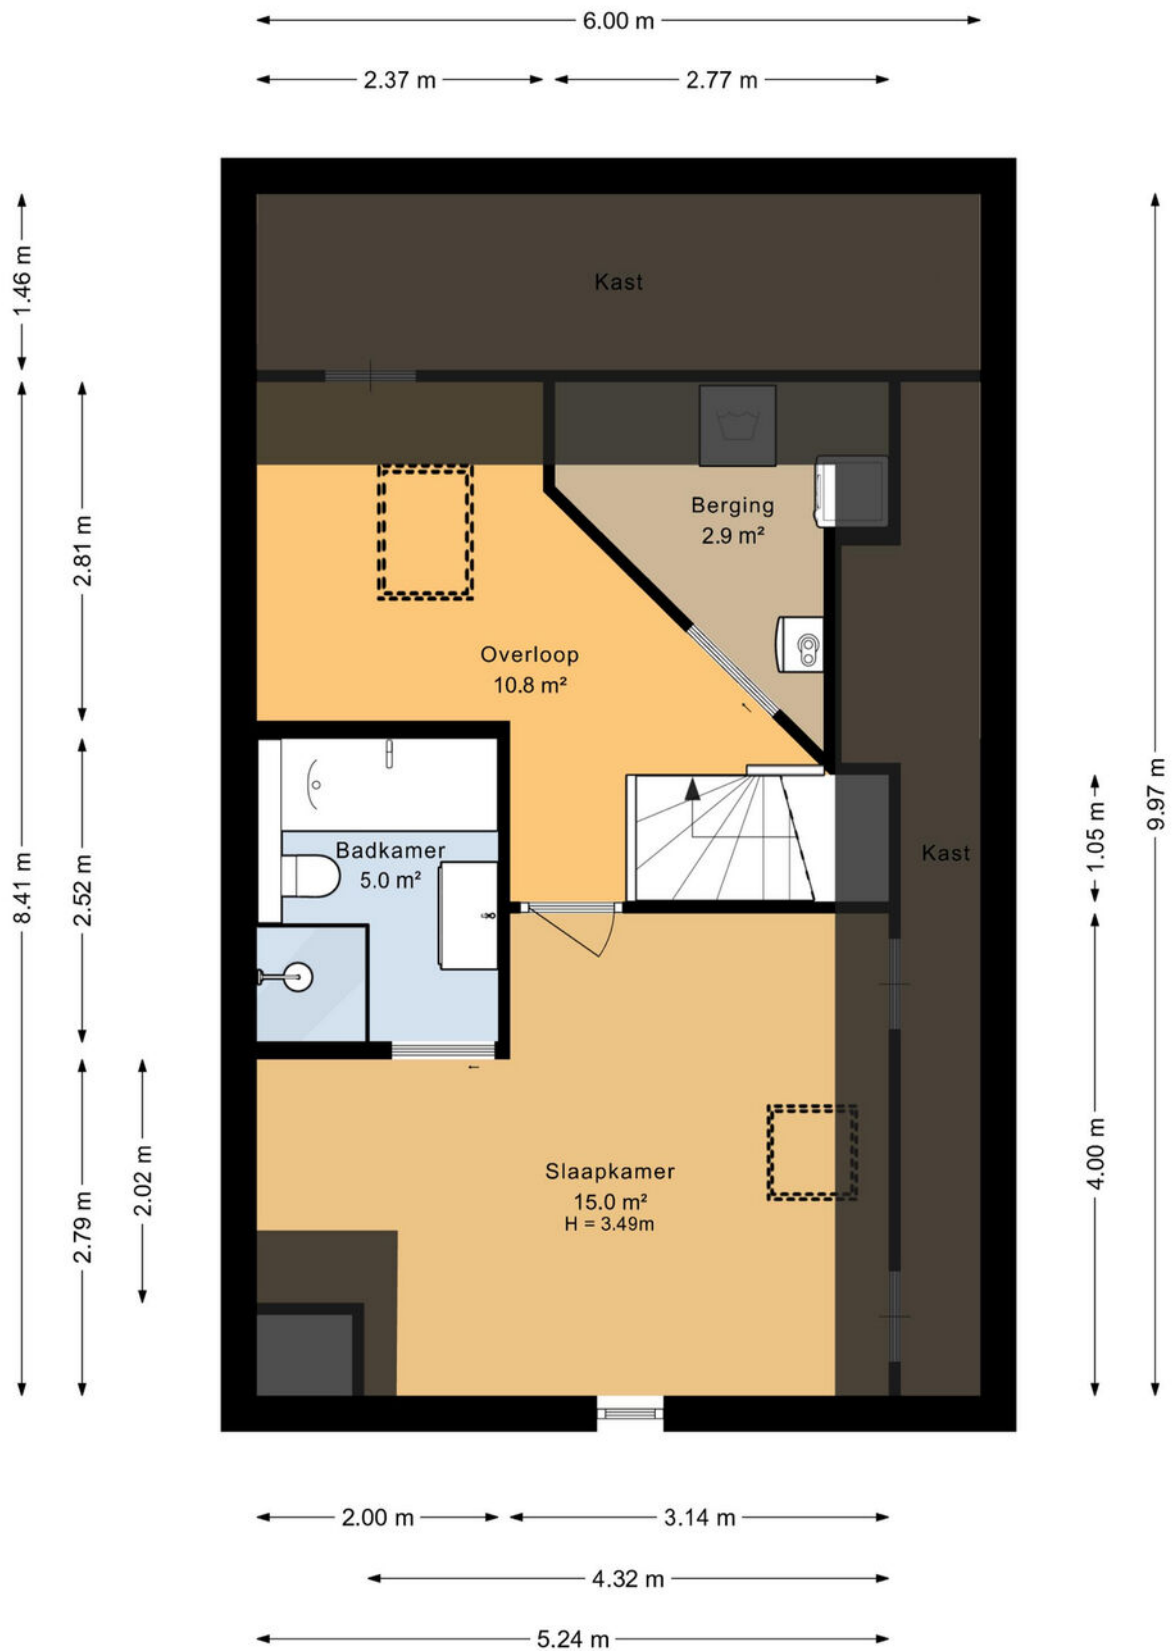 6.00 m
2.37 m
2.77 m
1.46 m
Kast
2.81 m
Berging
2.9 m²
Overloop
10.8 m²
8.41 m
2.52 m
Badkamer
5.0 m²
Kast
1.05 m
9.97 m
2.79 m
2.02 m
Slaapkamer
15.0 m²
H = 3.49m
4.00 m
2.00 m
3.14 m
4.32 m
5.24 m